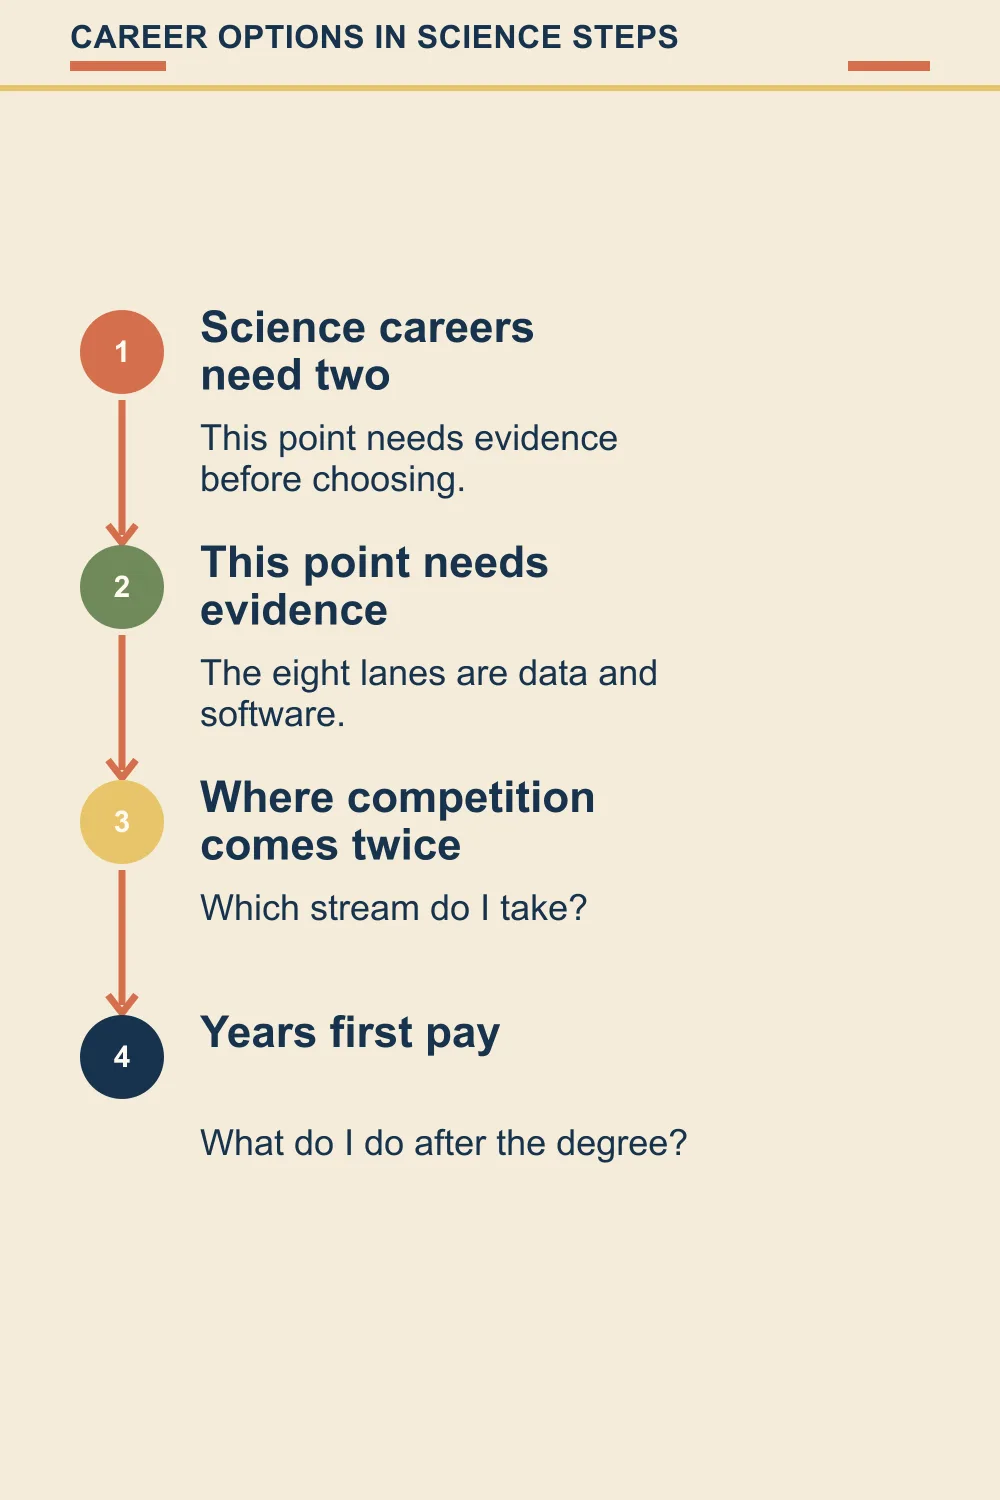 CAREER OPTIONS IN SCIENCE STEPS
1
Science careers
need two
This point needs evidence
before choosing.
2
This point needs
evidence
The eight lanes are data and
software.
3
Where competition
comes twice
Which stream do I take?
4
Years first pay
What do I do after the degree?